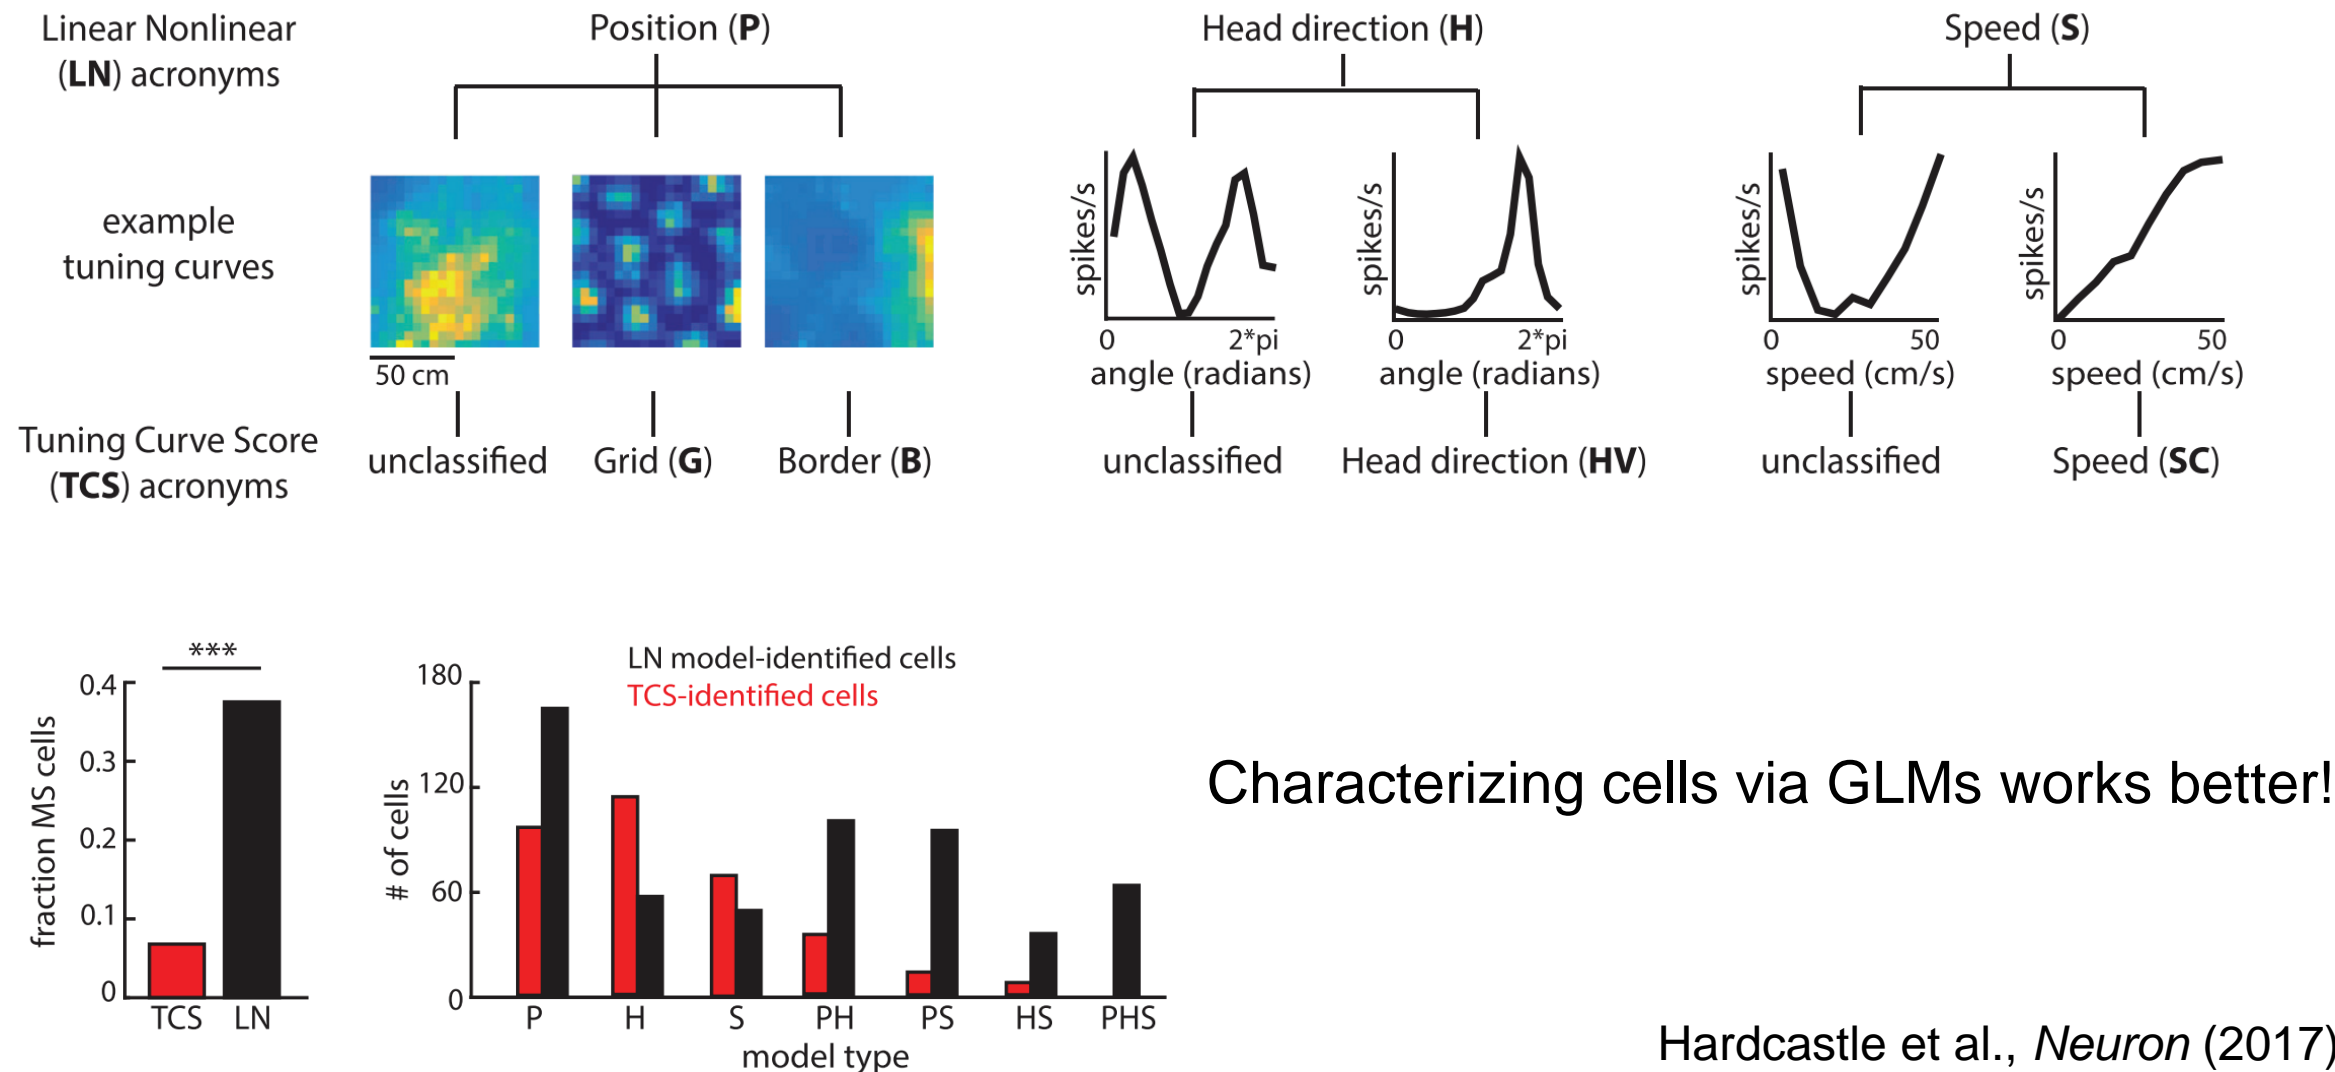 Linear Nonlinear
(LN) acronyms
Position (P)
Head direction (H)
Speed (S)
example
tuning curves
50 cm
spikes/s
0
2*pi
angle (radians)
spikes/s
0
2*pi
angle (radians)
spikes/s
0
50
speed (cm/s)
spikes/s
0
50
speed (cm/s)
Tuning Curve Score
(TCS) acronyms
unclassified
Grid (G)
Border (B)
unclassified
Head direction (HV)
unclassified
Speed (SC)
***
fraction MS cells
0.4
0.3
0.2
0.1
0
TCS
LN
LN model-identified cells
TCS-identified cells
# of cells
180
120
60
0
P
H
S
PH
PS
HS
PHS
model type
Characterizing cells via GLMs works better!
Hardcastle et al., Neuron (2017)